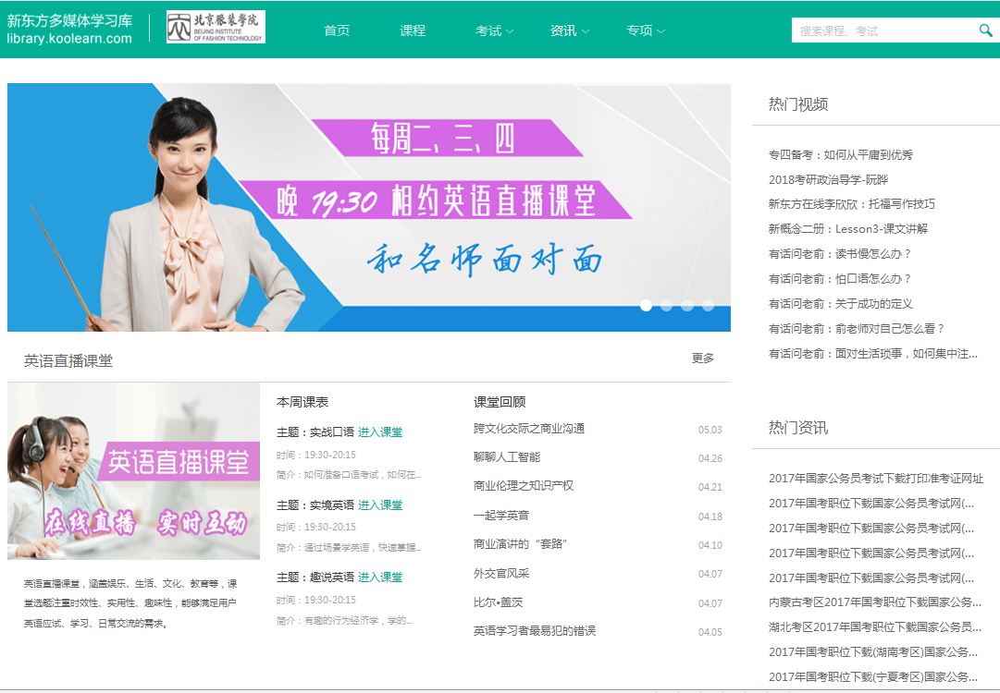 新东方多媒体学习库
library.koolearn.com
北京服装學院
BEIJING INSTITUTE
OF FASHION TECHNOLOGY
首页 课程 考试 资讯 专项
搜索课程、考试
每周二、三、四
晚 19:30 相约英语直播课堂
和名师面对面
热门视频
专四备考：如何从平庸到优秀
2018考研政治导学-阮晔
新东方在线李欣欣：托福写作技巧
新概念二册：Lesson3-课文讲解
有话问老俞：读书慢怎么办？
有话问老俞：怕口语怎么办？
有话问老俞：关于成功的定义
有话问老俞：俞老师对自己怎么看？
有话问老俞：面对生活琐事，如何集中注...
英语直播课堂 更多
英语直播课堂
在线直播 实时互动
英语直播课堂，涵盖娱乐、生活、文化、教育等，课
堂选题注重时效性、实用性、趣味性，能够满足用户
英语应试、学习、日常交流的需求。
本周课表
主题：实战口语 进入课堂
时间：19:30-20:15
简介：如何准备口语考试，如何在...
主题：实境英语 进入课堂
时间：19:30-20:15
简介：通过场景学英语，快速掌握...
主题：趣说英语 进入课堂
时间：19:30-20:15
简介：有趣的行为经济学，学的...
课堂回顾
跨文化交际之商业沟通 05.03
聊聊人工智能 04.26
商业伦理之知识产权 04.21
一起学英音 04.18
商业演讲的“套路” 04.10
外交官风采 04.07
比尔•盖茨 04.07
英语学习者最易犯的错误 04.05
热门资讯
2017年国家公务员考试下载打印准考证网址
2017年国考职位下载国家公务员考试网(...
2017年国考职位下载国家公务员考试网(...
2017年国考职位下载国家公务员考试网(...
2017年国考职位下载国家公务员考试网(...
内蒙古考区2017年国考职位下载国家公务...
湖北考区2017年国考职位下载国家公务员...
2017年国考职位下载(湖南考区)国家公务...
2017年国考职位下载(宁夏考区)国家公务...